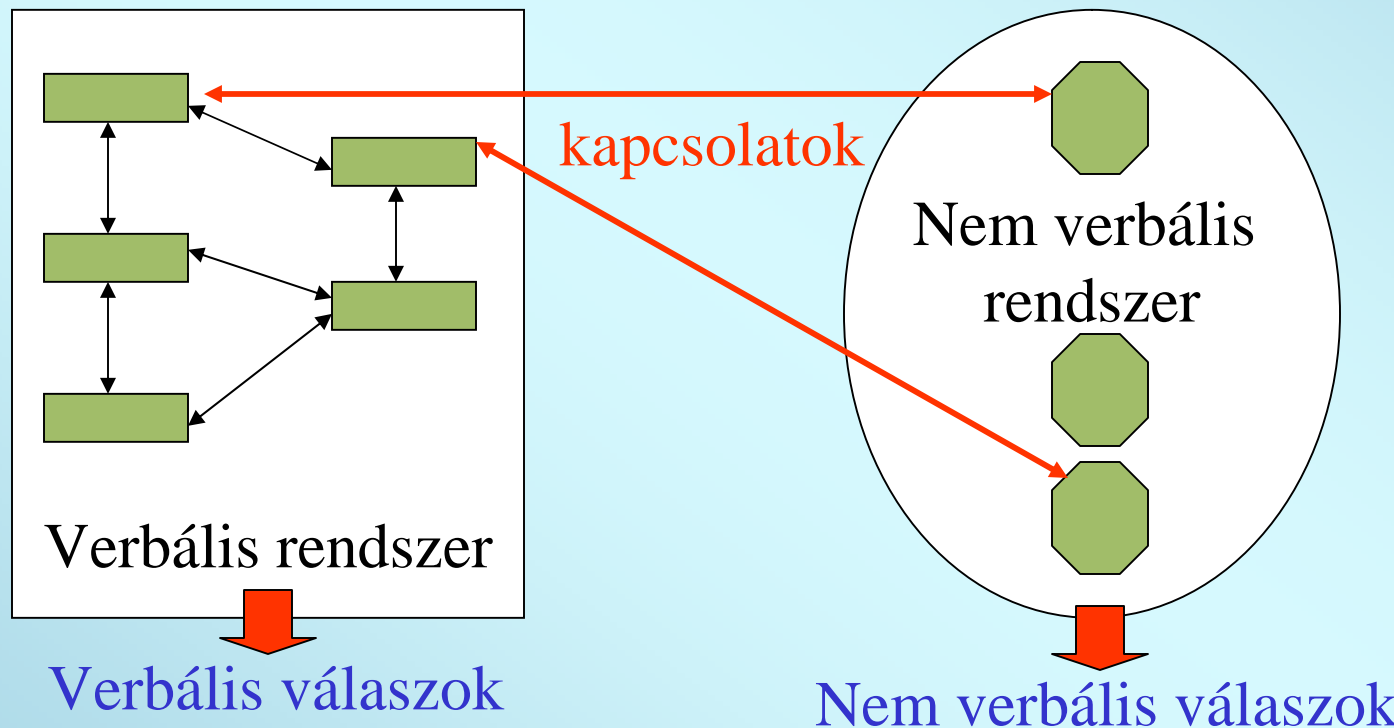 kapcsolatok
Nem verbális
rendszer
Verbális rendszer
Verbális válaszok
Nem verbális válaszok